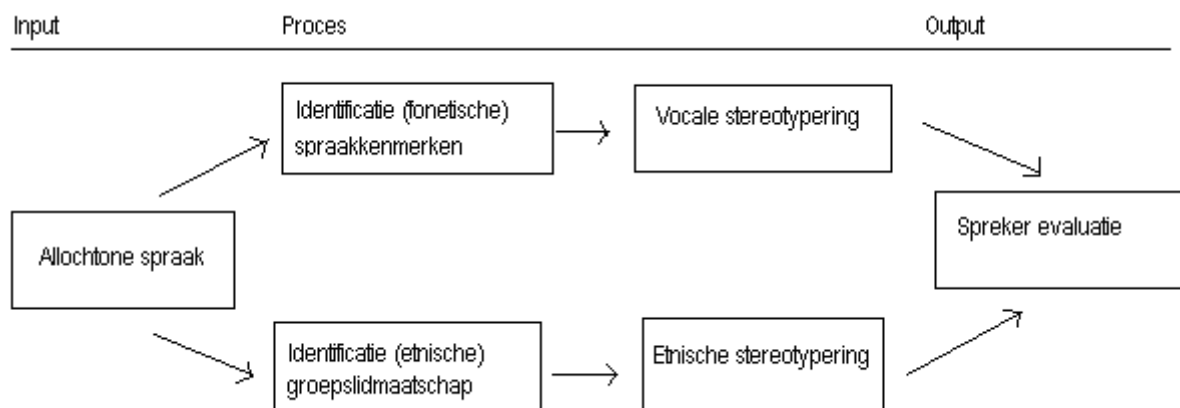 Input Proces Output
Identificatie (fonetische)
spraakkenmerken
Vocale stereotypering
Allochtone spraak
Spreker evaluatie
Identificatie (etnische)
groepslidmaatschap
Etnische stereotypering